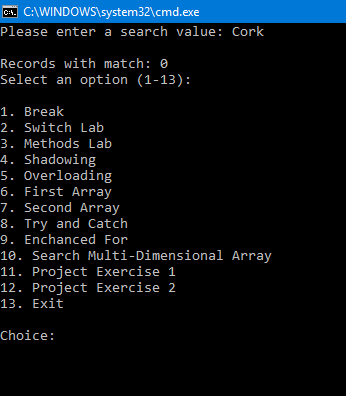 C:\WINDOWS\system32\cmd.exe
Please enter a search value: Cork
Records with match: 0
Select an option (1-13):
1. Break
2. Switch Lab
3. Methods Lab
4. Shadowing
5. Overloading
6. First Array
7. Second Array
8. Try and Catch
9. Enchanced For
10. Search Multi-Dimensional Array
11. Project Exercise 1
12. Project Exercise 2
13. Exit
Choice: